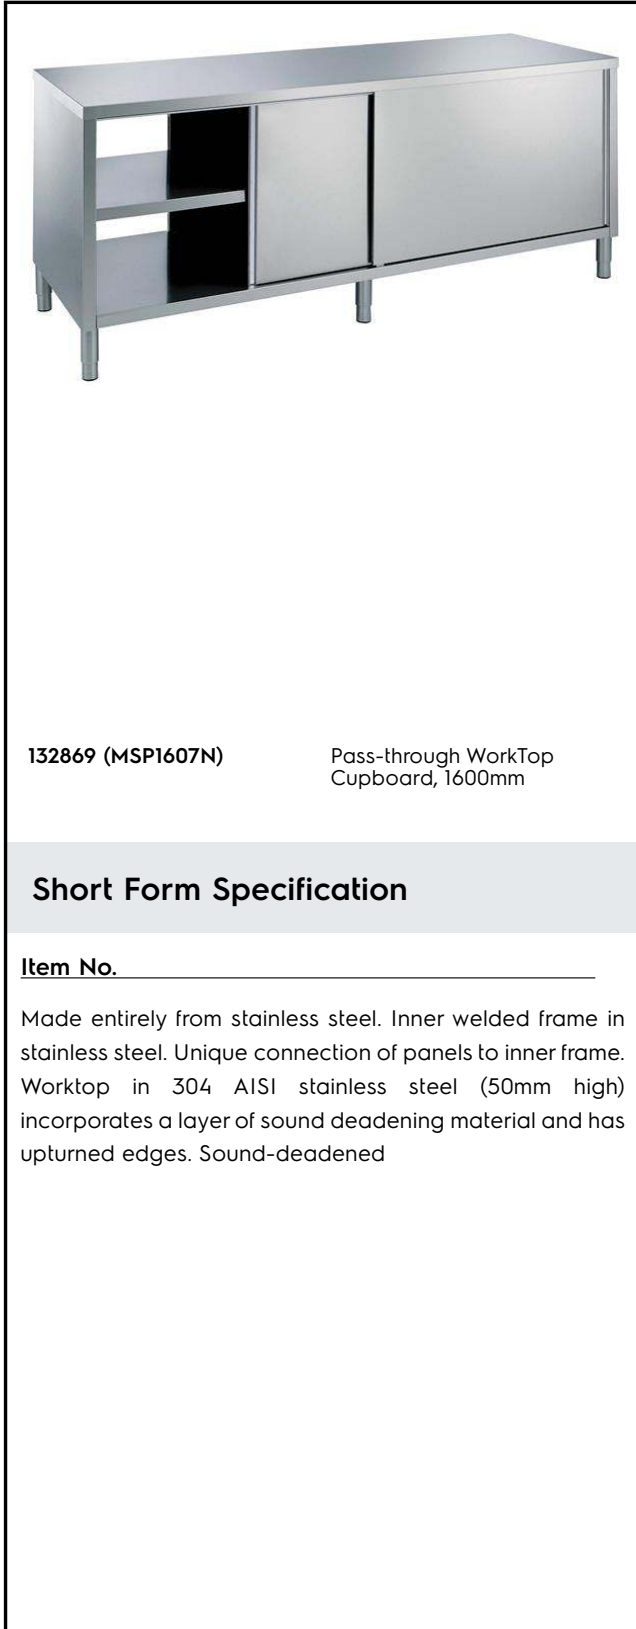 132869 (MSP1607N)
Pass-through WorkTop
Cupboard, 1600mm
Short Form Specification
Item No.
Made entirely from stainless steel. Inner welded frame in
stainless steel. Unique connection of panels to inner frame.
Worktop in 304 AISI stainless steel (50mm high)
incorporates a layer of sound deadening material and has
upturned edges. Sound-deadened